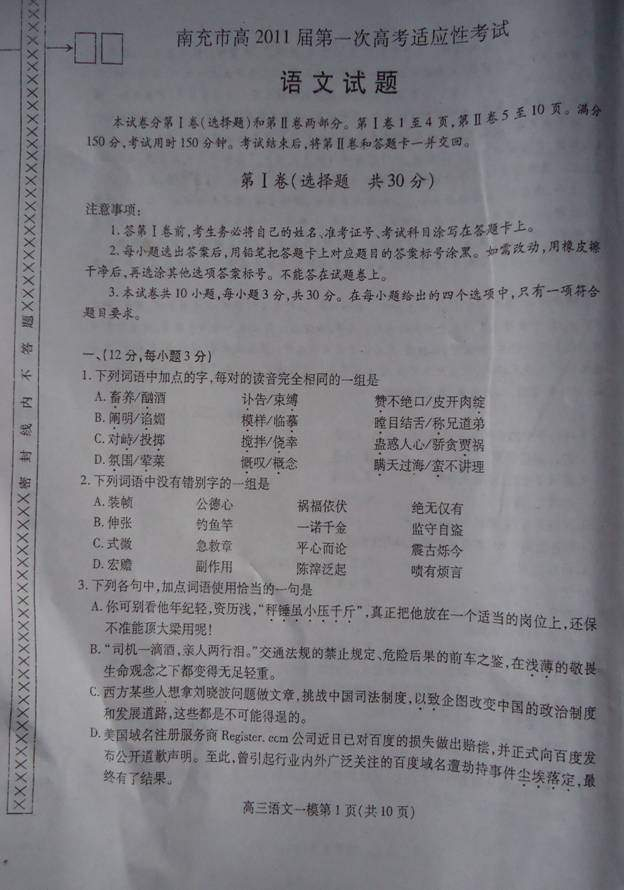 南充市高 2011 届第一次高考适应性考试
语文试题
本试卷分第Ⅰ卷(选择题)和第Ⅱ卷两部分。第Ⅰ卷1至4页,第Ⅱ卷5至10页。满分
150分,考试用时150分钟。考试结束后,将第Ⅱ卷和答题卡一并交回。
第Ⅰ卷(选择题 共30分)
注意事项:
1.答第Ⅰ卷前,考生务必将自己的姓名、准考证号、考试科目涂写在答题卡上。
2.每小题选出答案后,用铅笔把答题卡上对应题目的答案标号涂黑。如需改动,用橡皮擦
干净后,再选涂其他选项答案标号。不能答在试题卷上。
3.本试卷共10小题,每小题3分,共30分。在每小题给出的四个选项中,只有一项符合
题目要求。
一、(12分,每小题3分)
1.下列词语中加点的字,每对的读音完全相同的一组是
A.畜养/酗酒 讣告/束缚 赞不绝口/皮开肉绽
B.阐明/谄媚 模样/临摹 瞠目结舌/称兄道弟
C.对峙/投掷 搅拌/侥幸 蛊惑人心/骄贪贾祸
D.氛围/荤菜 慨叹/概念 瞒天过海/蛮不讲理
2.下列词语中没有错别字的一组是
A.装帧 公德心 祸福依伏 绝无仅有
B.伸张 钓鱼竿 一诺千金 监守自盗
C.式微 急救章 平心而论 震古烁今
D.宏赡 副作用 陈滓泛起 啧有烦言
3.下列各句中,加点词语使用恰当的一句是
A.你可别看他年纪轻,资历浅,“秤锤虽小压千斤”,真正把他放在一个适当的岗位上,还保
不准能顶大梁用呢!
B.“司机一滴酒,亲人两行泪。”交通法规的禁止规定、危险后果的前车之鉴,在浅薄的敬畏
生命观念之下都变得无足轻重。
C.西方某些人想拿刘晓波问题做文章,挑战中国司法制度,以致企图改变中国的政治制度
和发展道路,这些都是不可能得逞的。
D.美国域名注册服务商 Register.com 公司近日已对百度的损失做出赔偿,并正式向百度发
布公开道歉声明。至此,曾引起行业内外广泛关注的百度域名遭劫持事件尘埃落定,最
终有了结果。
高三语文一模第1页(共10页)
密封线内不答题